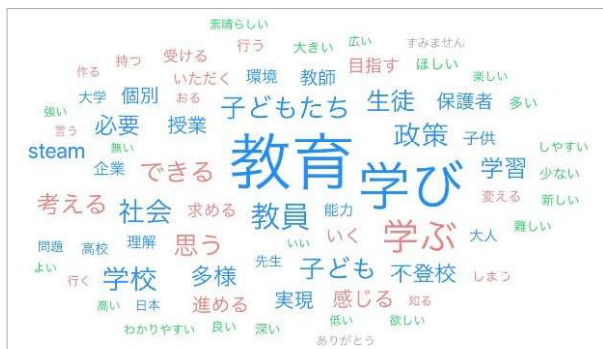 素晴らしい
持つ 受ける 行う 大きい 広い すみません
作る いただく 環境 教師 目指す ほしい 楽しい
大学 個別 おる 子どもたち 生徒 保護者 多い
強い 必要 授業 政策 子供
言う 無い しやすい
steam 企業 できる 教育 学び 学習 少ない
考える 社会 求める 教員 能力 変える 新しい
いい いく 学ぶ 大人 難しい
問題 高校 理解 思う 先生
よい 行く 学校 多様 子ども 不登校 しまう
高い 日本 進める 実現 感じる 知る
わかりやすい 良い 深い 低い 欲しい
ありがとう